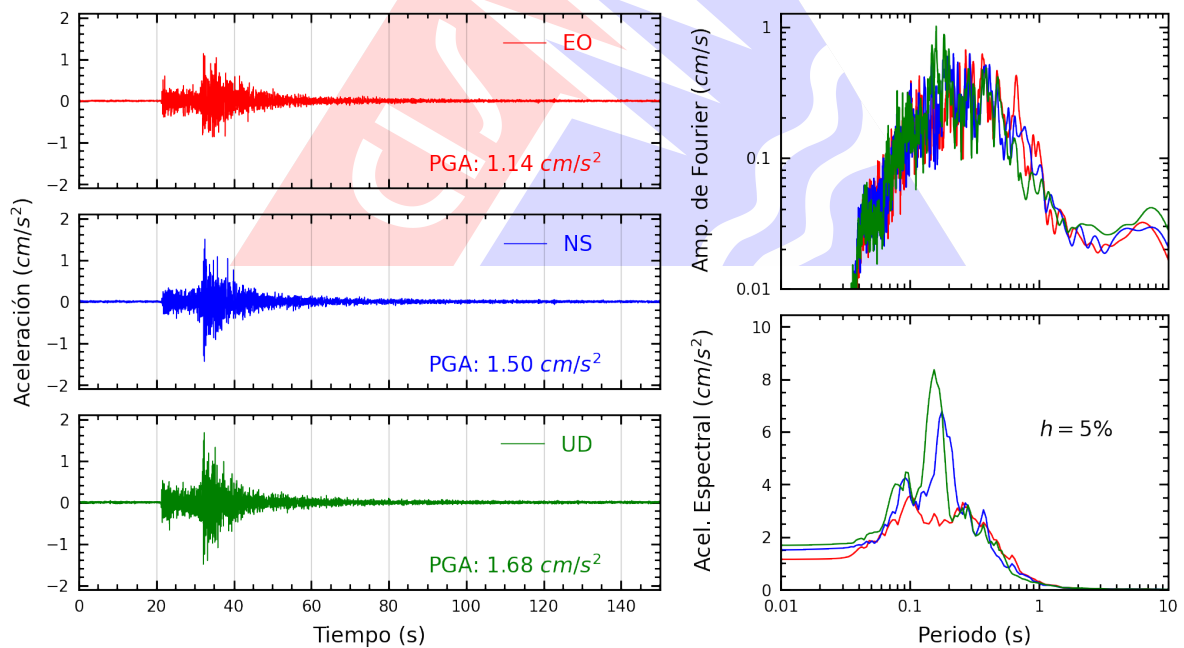 Aceleración (cm/s²)
2
1
0
−1
−2
EO
PGA: 1.14 cm/s²
2
1
0
−1
−2
NS
PGA: 1.50 cm/s²
2
1
0
−1
−2
UD
PGA: 1.68 cm/s²
0 20 40 60 80 100 120 140
Tiempo (s)
Amp. de Fourier (cm/s)
1
0.1
0.01
Acel. Espectral (cm/s²)
10
8
6
4
2
0
h = 5%
0.01 0.1 1 10
Periodo (s)
CIS